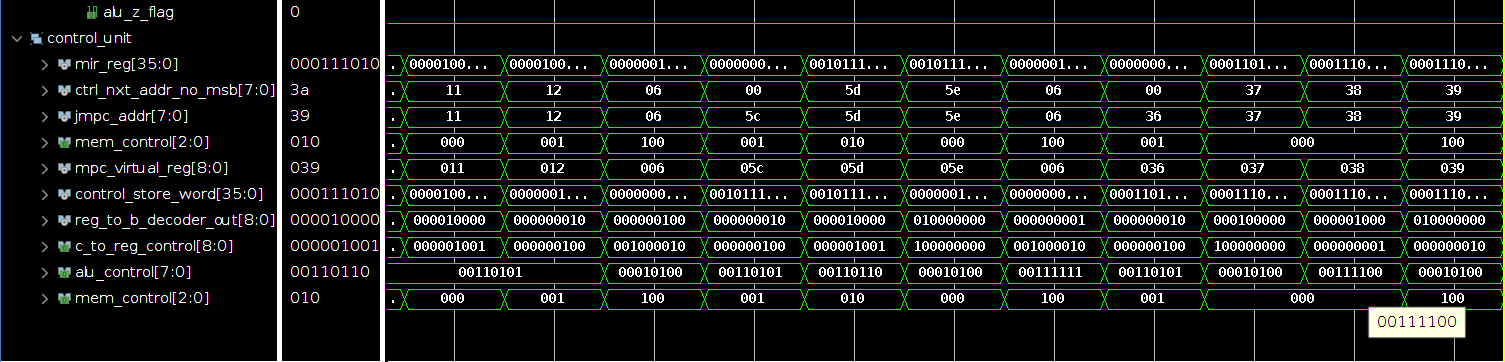 alu_z_flag 0
control_unit
mir_reg[35:0] 000111010 . 0000100... 0000100... 0000001... 0000000... 0010111... 0010111... 0000001... 0000000... 0001101... 0001110... 0001110...
ctrl_nxt_addr_no_msb[7:0] 3a . 11 12 06 00 5d 5e 06 00 37 38 39
jmpc_addr[7:0] 39 . 11 12 06 5c 5d 5e 06 36 37 38 39
mem_control[2:0] 010 . 000 001 100 001 010 000 100 001 000 100
mpc_virtual_reg[8:0] 039 . 011 012 006 05c 05d 05e 006 036 037 038 039
control_store_word[35:0] 000111010 . 0000100... 0000001... 0000000... 0010111... 0010111... 0000001... 0000000... 0001101... 0001110... 0001110... 0001110...
reg_to_b_decoder_out[8:0] 000010000 . 000010000 000000010 000000100 000000010 000010000 010000000 000000001 000000010 000100000 000001000 010000000
c_to_reg_control[8:0] 000001001 . 000001001 000000100 001000010 000000100 000001001 100000000 001000010 000000100 100000000 000000001 000000010
alu_control[7:0] 00110110 00110101 00010100 00110101 00110110 00010100 00111111 00110101 00010100 00111100 00010100
mem_control[2:0] 010 . 000 001 100 001 010 000 100 001 000 100
00111100